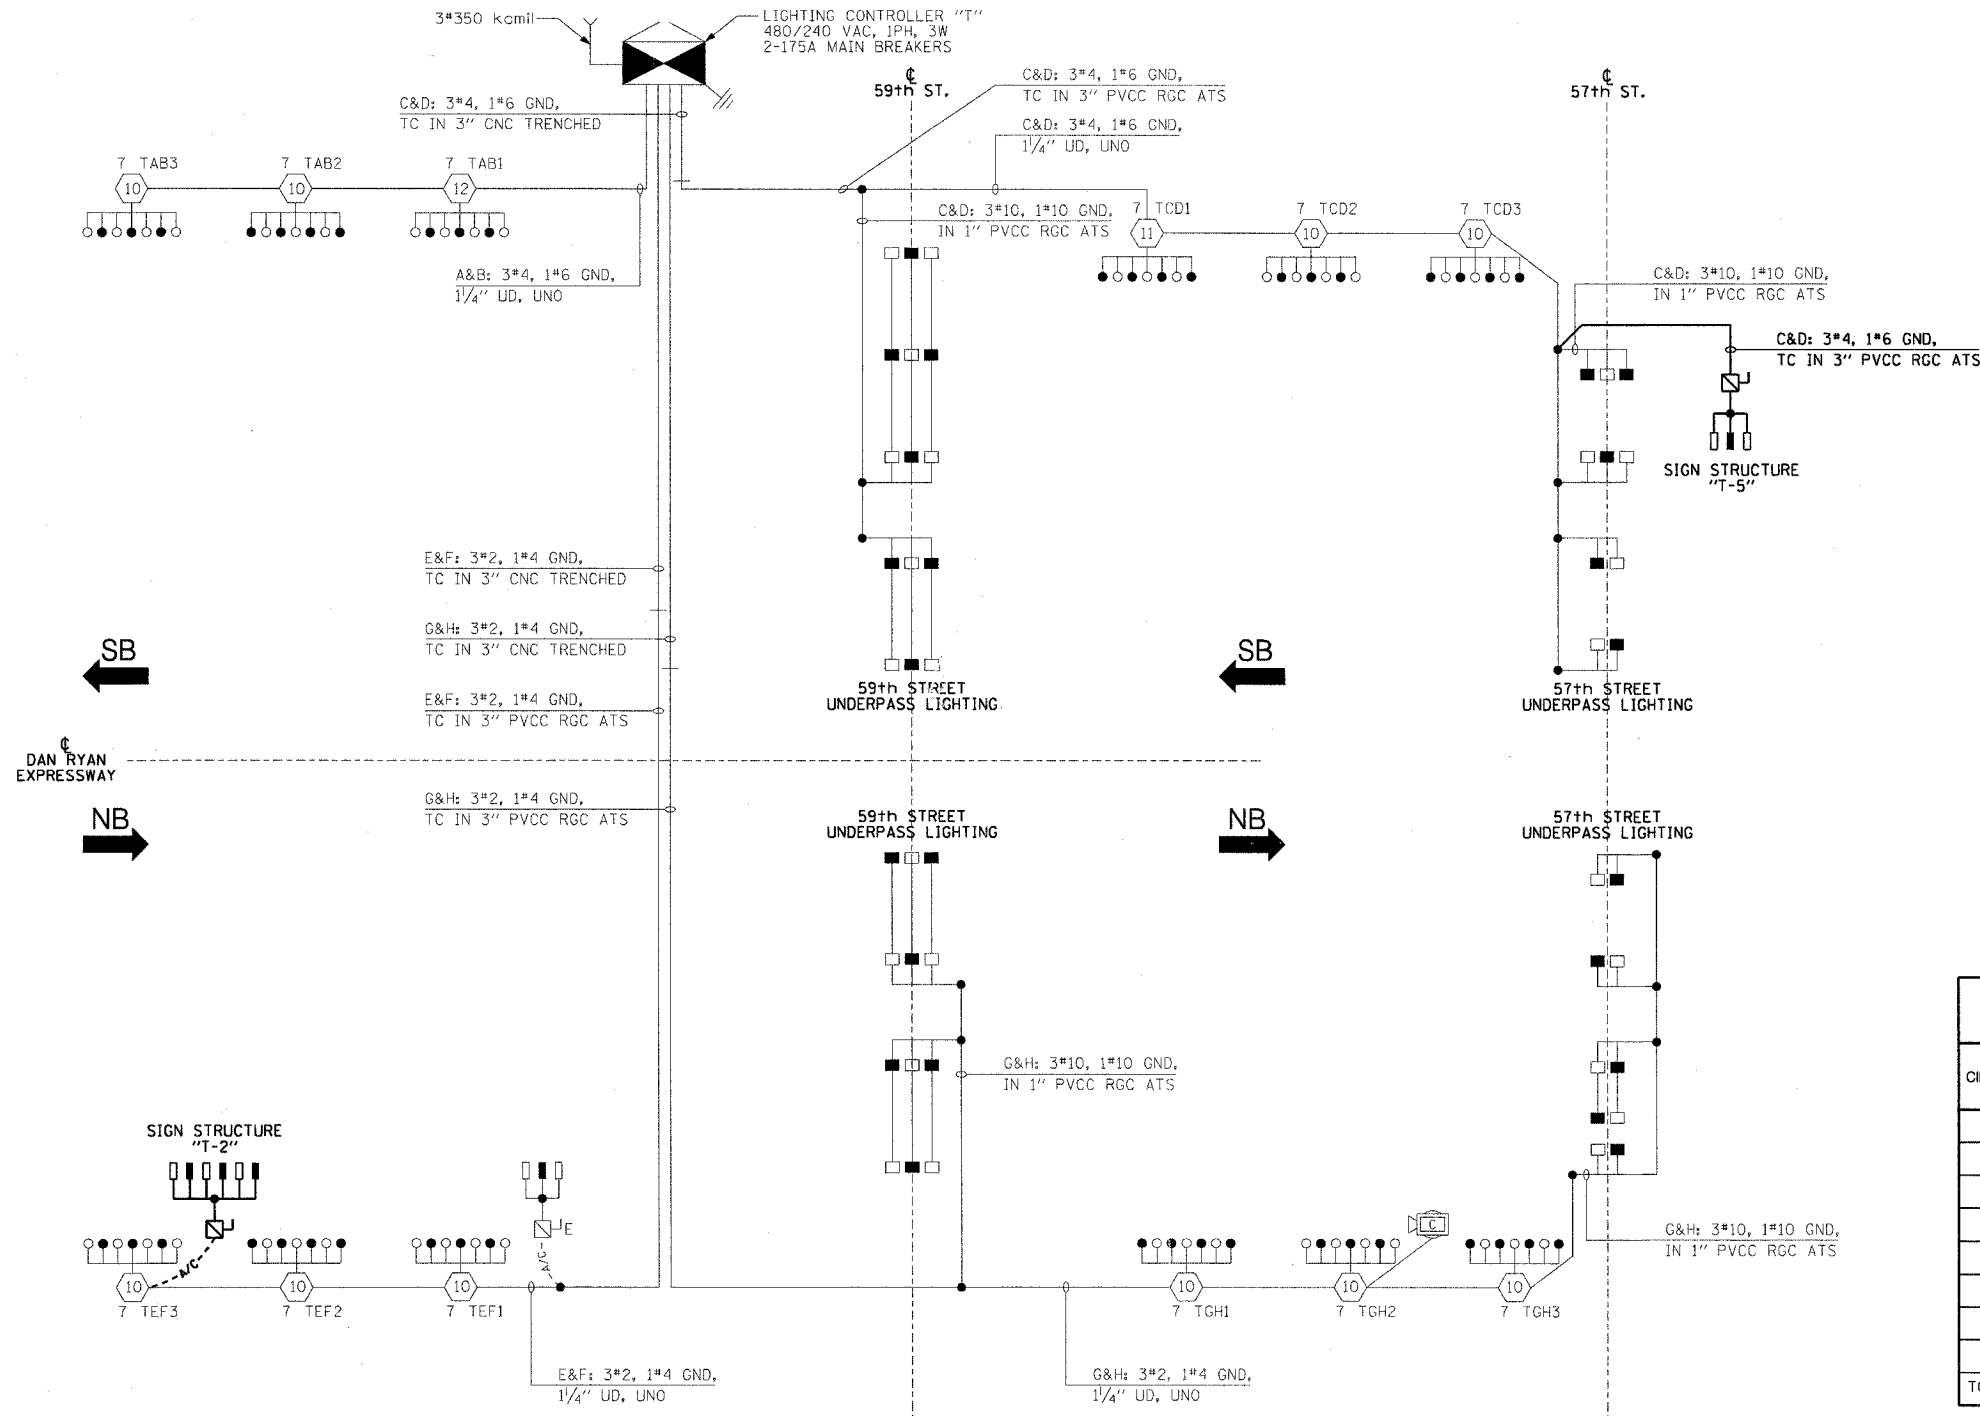 3#350 kcmil
LIGHTING CONTROLLER "T"
480/240 VAC, 1PH, 3W
2-175A MAIN BREAKERS
℄
59th ST.
C&D: 3#4, 1#6 GND,
TC IN 3" PVCC RGC ATS
℄
57th ST.
C&D: 3#4, 1#6 GND,
TC IN 3" CNC TRENCHED
C&D: 3#4, 1#6 GND,
1¼" UD, UNO
7 TAB3
7 TAB2
7 TAB1
10
10
12
C&D: 3#10, 1#10 GND,
IN 1" PVCC RGC ATS
7 TCD1
7 TCD2
7 TCD3
11
10
10
A&B: 3#4, 1#6 GND,
1¼" UD, UNO
C&D: 3#10, 1#10 GND,
IN 1" PVCC RGC ATS
C&D: 3#4, 1#6 GND,
TC IN 3" PVCC RGC ATS
SIGN STRUCTURE
"T-5"
E&F: 3#2, 1#4 GND,
TC IN 3" CNC TRENCHED
G&H: 3#2, 1#4 GND,
TC IN 3" CNC TRENCHED
SB
SB
59th STREET
UNDERPASS LIGHTING
57th STREET
UNDERPASS LIGHTING
E&F: 3#2, 1#4 GND,
TC IN 3" PVCC RGC ATS
℄
DAN RYAN
EXPRESSWAY
G&H: 3#2, 1#4 GND,
TC IN 3" PVCC RGC ATS
NB
NB
59th STREET
UNDERPASS LIGHTING
57th STREET
UNDERPASS LIGHTING
G&H: 3#10, 1#10 GND,
IN 1" PVCC RGC ATS
SIGN STRUCTURE
"T-2"
E
C
A/C
A/C
G&H: 3#10, 1#10 GND,
IN 1" PVCC RGC ATS
10
10
10
10
10
10
7 TEF3
7 TEF2
7 TEF1
7 TGH1
7 TGH2
7 TGH3
E&F: 3#2, 1#4 GND,
1¼" UD, UNO
G&H: 3#2, 1#4 GND,
1¼" UD, UNO